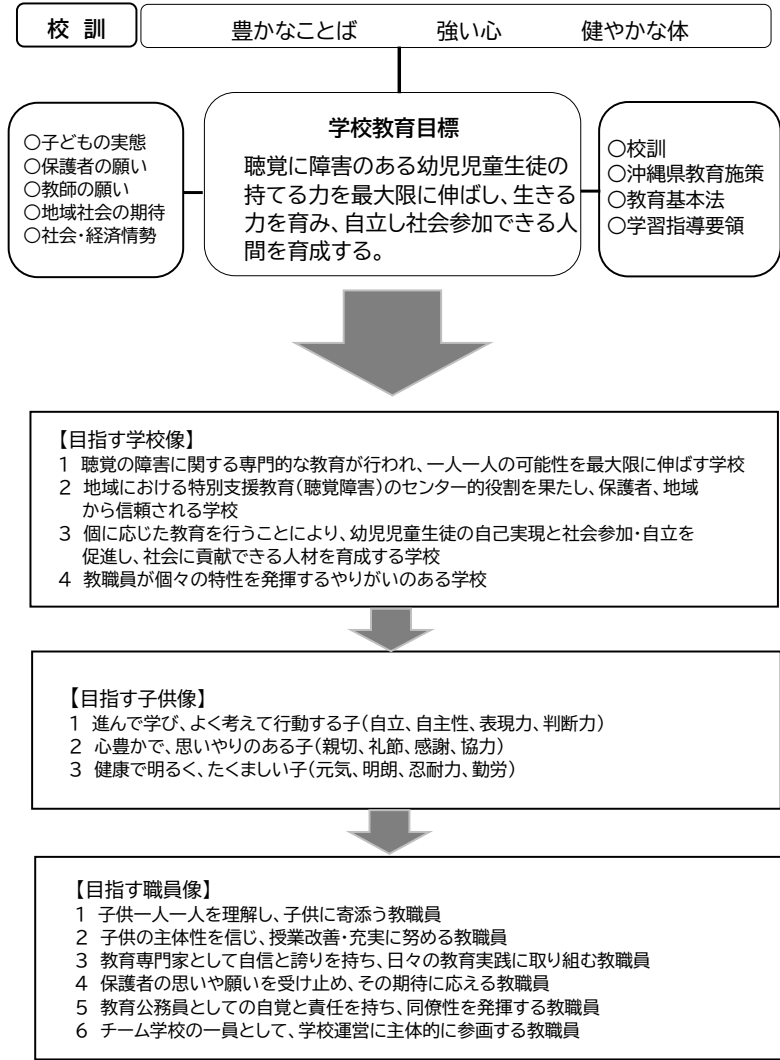 校 訓
豊かなことば　強い心　健やかな体
○子どもの実態
○保護者の願い
○教師の願い
○地域社会の期待
○社会・経済情勢
学校教育目標
聴覚に障害のある幼児児童生徒の
持てる力を最大限に伸ばし、生きる
力を育み、自立し社会参加できる人
間を育成する。
○校訓
○沖縄県教育施策
○教育基本法
○学習指導要領
【目指す学校像】
1 聴覚の障害に関する専門的な教育が行われ、一人一人の可能性を最大限に伸ばす学校
2 地域における特別支援教育(聴覚障害)のセンター的役割を果たし、保護者、地域
から信頼される学校
3 個に応じた教育を行うことにより、幼児児童生徒の自己実現と社会参加・自立を
促進し、社会に貢献できる人材を育成する学校
4 教職員が個々の特性を発揮するやりがいのある学校
【目指す子供像】
1 進んで学び、よく考えて行動する子(自立、自主性、表現力、判断力)
2 心豊かで、思いやりのある子(親切、礼節、感謝、協力)
3 健康で明るく、たくましい子(元気、明朗、忍耐力、勤労)
【目指す職員像】
1 子供一人一人を理解し、子供に寄添う教職員
2 子供の主体性を信じ、授業改善・充実に努める教職員
3 教育専門家として自信と誇りを持ち、日々の教育実践に取り組む教職員
4 保護者の思いや願いを受け止め、その期待に応える教職員
5 教育公務員としての自覚と責任を持ち、同僚性を発揮する教職員
6 チーム学校の一員として、学校運営に主体的に参画する教職員